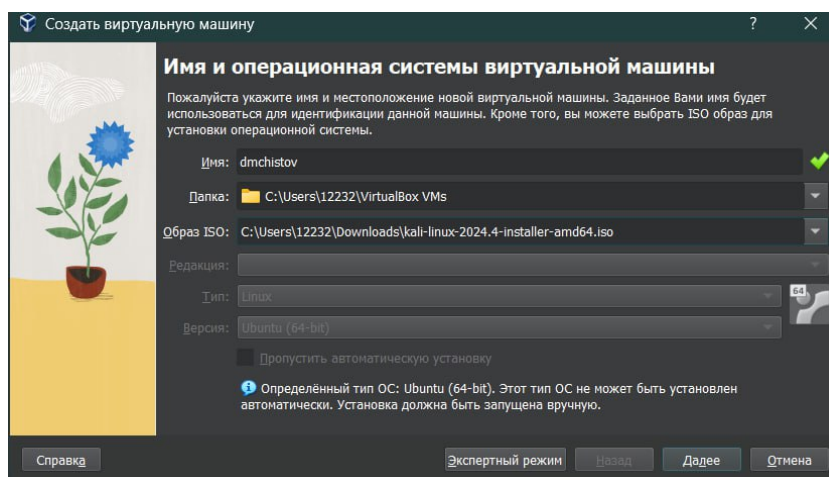 Создать виртуальную машину
? X
Имя и операционная системы виртуальной машины
Пожалуйста укажите имя и местоположение новой виртуальной машины. Заданное Вами имя будет
использоваться для идентификации данной машины. Кроме того, вы можете выбрать ISO образ для
установки операционной системы.
Имя: dmchistov
Папка: C:\Users\12232\VirtualBox VMs
Образ ISO: C:\Users\12232\Downloads\kali-linux-2024.4-installer-amd64.iso
Редакция:
Тип: Linux
64
Версия: Ubuntu (64-bit)
Пропустить автоматическую установку
Определённый тип ОС: Ubuntu (64-bit). Этот тип ОС не может быть установлен
автоматически. Установка должна быть запущена вручную.
Справка Экспертный режим Назад Далее Отмена